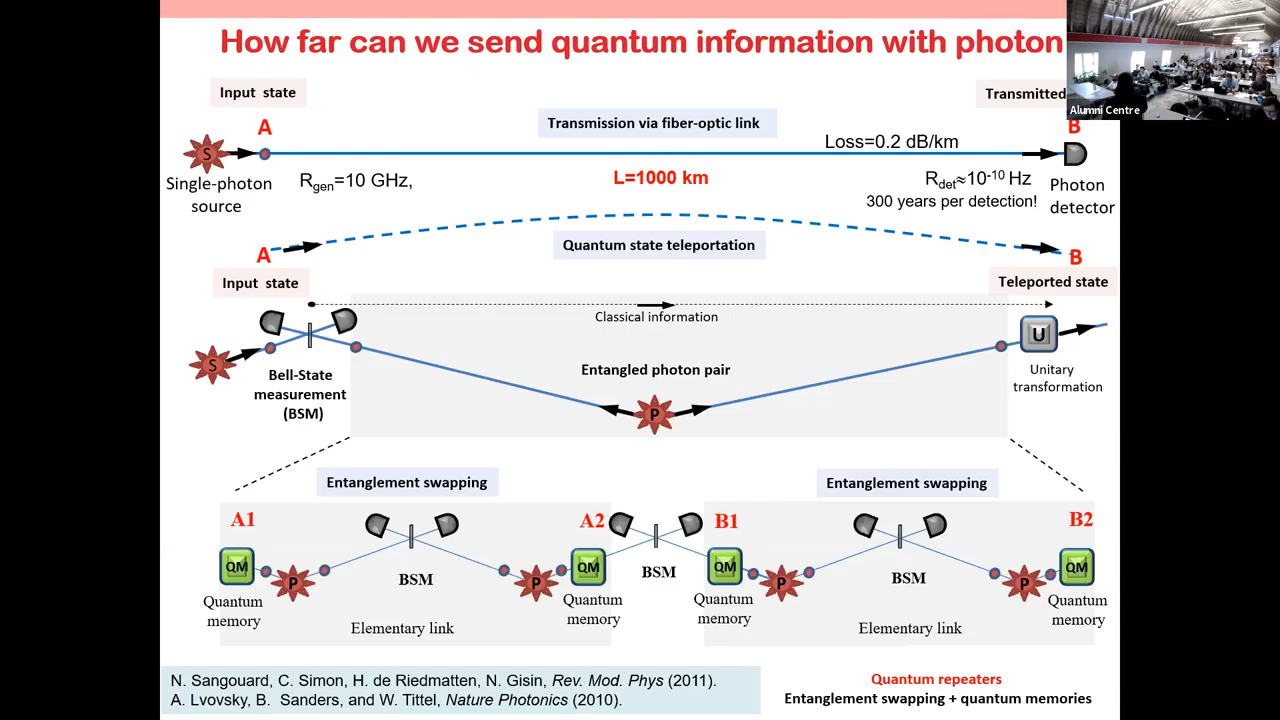 How far can we send quantum information with photon
Alumni Centre
Input state
Transmitted
A
Transmission via fiber-optic link
Loss=0.2 dB/km
B
S
Single-photon
source
Rgen=10 GHz,
L=1000 km
Rdet≈10-10 Hz
300 years per detection!
Photon
detector
A
Quantum state teleportation
B
Input state
Teleported state
Classical information
U
S
Bell-State
measurement
(BSM)
Entangled photon pair
Unitary
transformation
P
Entanglement swapping
Entanglement swapping
A1
A2
B1
B2
QM
P
BSM
P
QM
BSM
QM
P
BSM
P
QM
Quantum
memory
Elementary link
Quantum
memory
Quantum
memory
Elementary link
Quantum
memory
N. Sangouard, C. Simon, H. de Riedmatten, N. Gisin, Rev. Mod. Phys (2011).
A. Lvovsky, B. Sanders, and W. Tittel, Nature Photonics (2010).
Quantum repeaters
Entanglement swapping + quantum memories